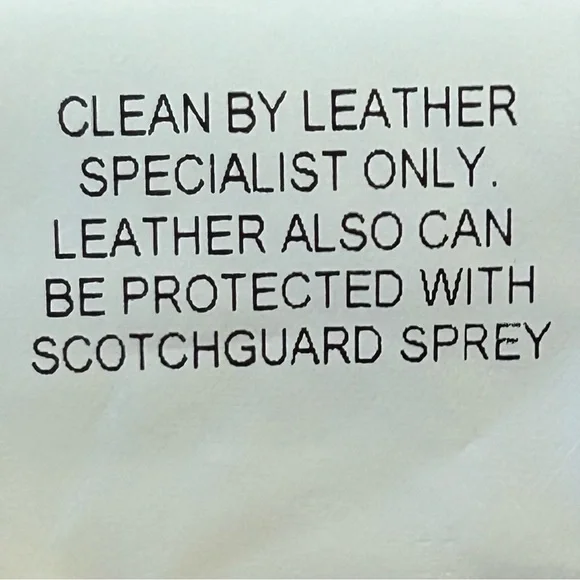 CLEAN BY LEATHER
SPECIALIST ONLY.
LEATHER ALSO CAN
BE PROTECTED WITH
SCOTCHGUARD SPREY